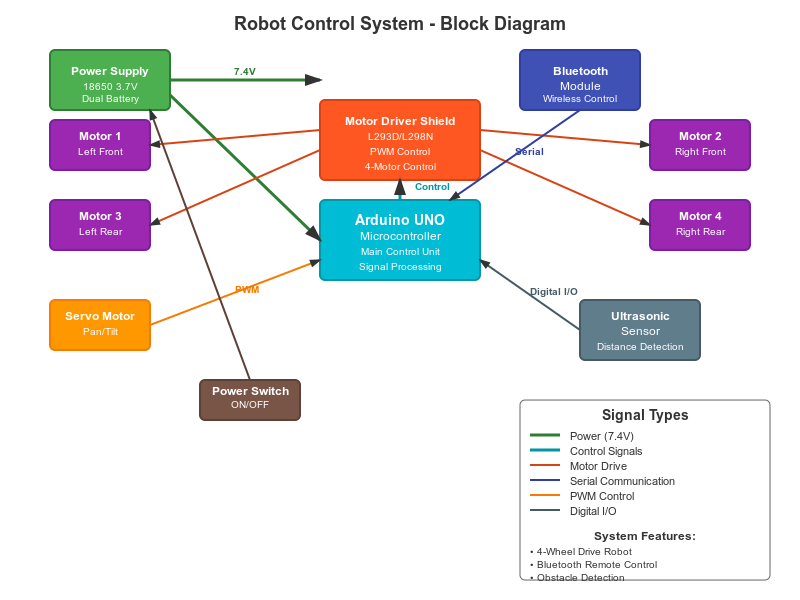 Robot Control System - Block Diagram
Power Supply
18650 3.7V
Dual Battery
7.4V
Bluetooth
Module
Wireless Control
Motor Driver Shield
L293D/L298N
PWM Control
4-Motor Control
Motor 1
Left Front
Motor 2
Right Front
Serial
Control
Motor 3
Left Rear
Arduino UNO
Microcontroller
Main Control Unit
Signal Processing
Motor 4
Right Rear
PWM
Digital I/O
Servo Motor
Pan/Tilt
Ultrasonic
Sensor
Distance Detection
Power Switch
ON/OFF
Signal Types
Power (7.4V)
Control Signals
Motor Drive
Serial Communication
PWM Control
Digital I/O
System Features:
• 4-Wheel Drive Robot
• Bluetooth Remote Control
• Obstacle Detection